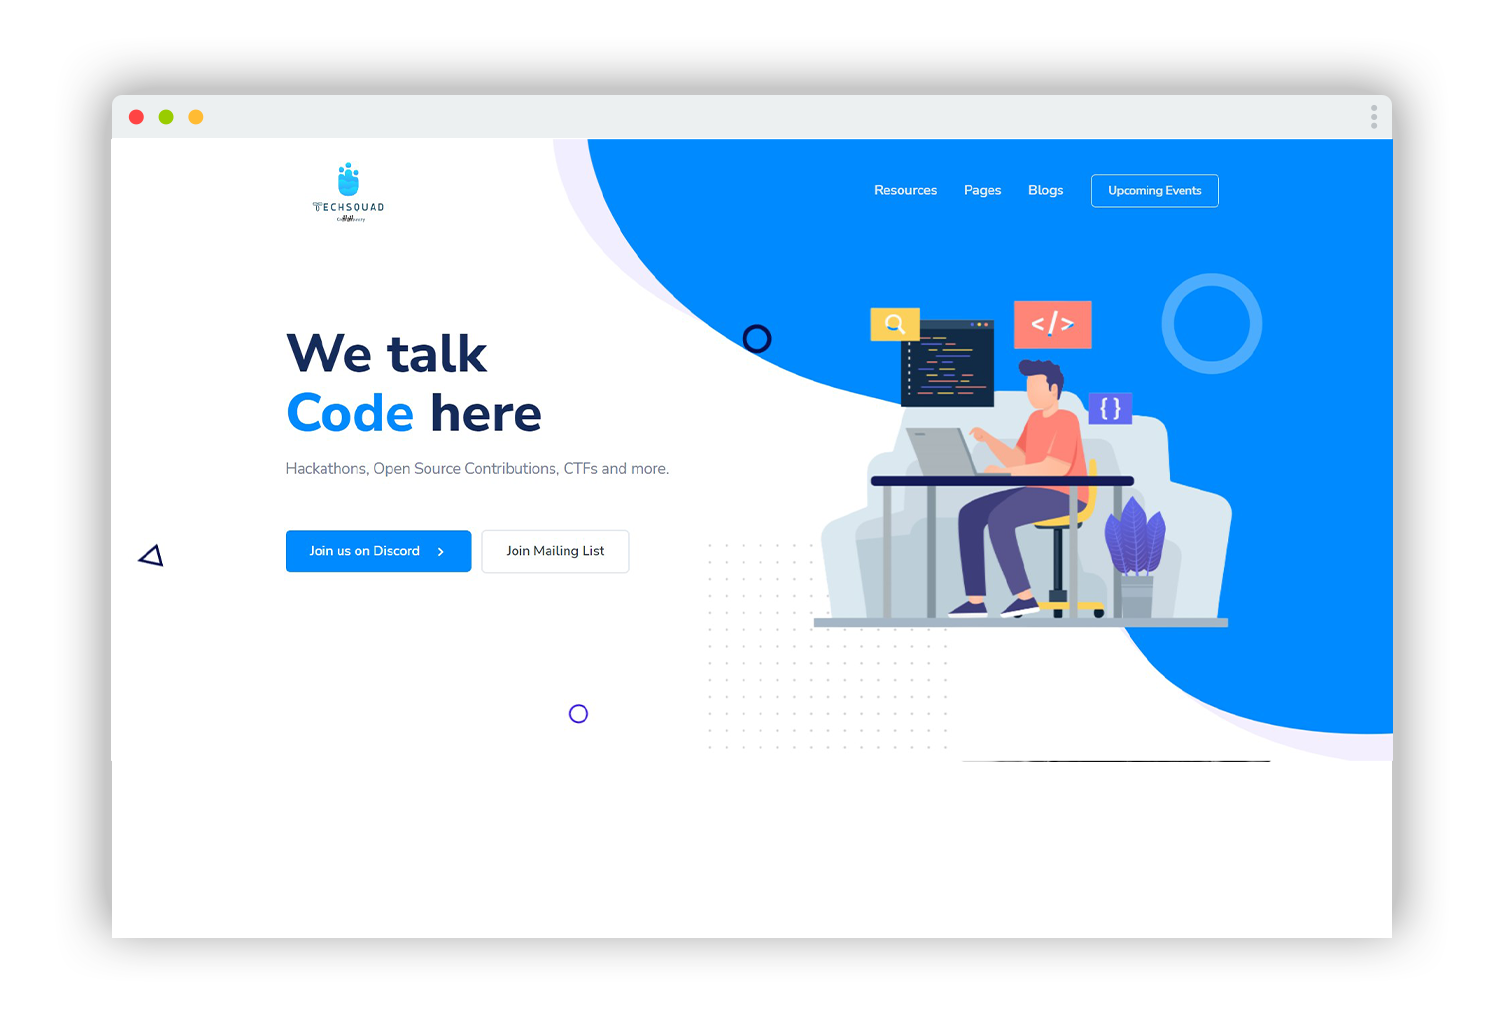 TECHSQUAD
Resources
Pages
Blogs
Upcoming Events
</>
{ }
We talk
Code here
Hackathons, Open Source Contributions, CTFs and more.
Join us on Discord
Join Mailing List